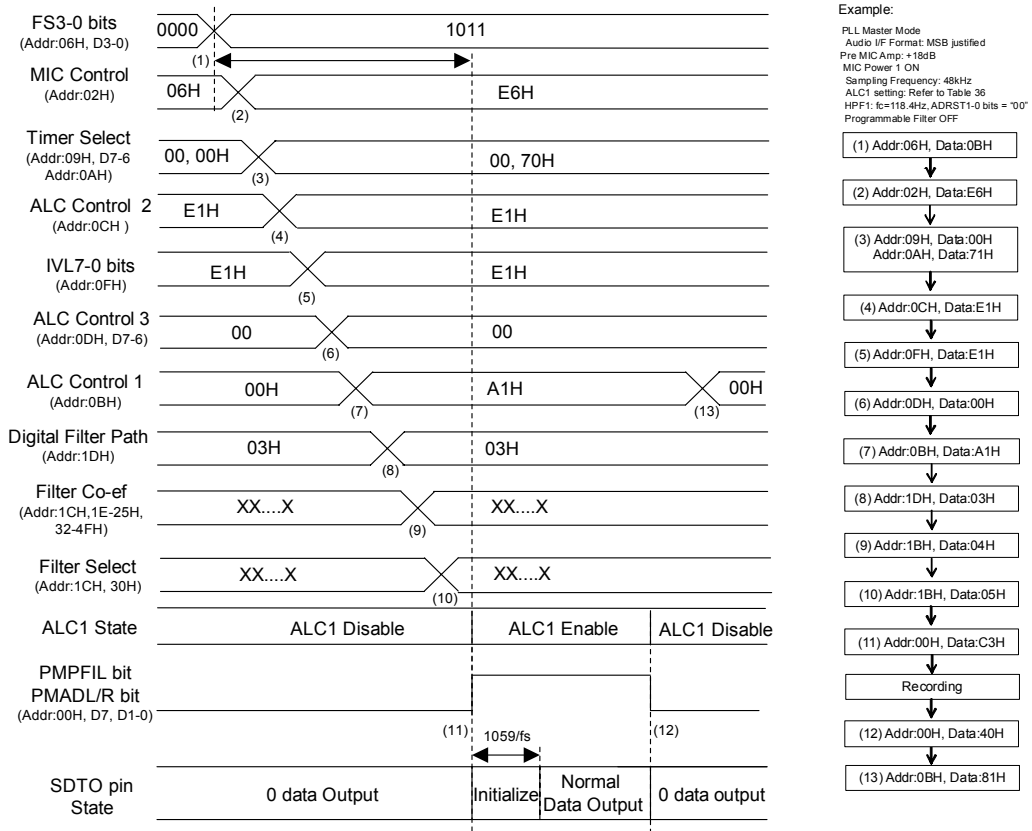 FS3-0 bits
(Addr:06H, D3-0)
0000
1011
(1)
MIC Control
(Addr:02H)
06H
E6H
(2)
Timer Select
(Addr:09H, D7-6
Addr:0AH)
00, 00H
00, 70H
(3)
ALC Control 2
(Addr:0CH )
E1H
E1H
(4)
IVL7-0 bits
(Addr:0FH)
E1H
E1H
(5)
ALC Control 3
(Addr:0DH, D7-6)
00
00
(6)
ALC Control 1
(Addr:0BH)
00H
A1H
00H
(7)
(13)
Digital Filter Path
(Addr:1DH)
03H
03H
(8)
Filter Co-ef
(Addr:1CH,1E-25H,
32-4FH)
XX....X
XX....X
(9)
Filter Select
(Addr:1CH, 30H)
XX....X
XX....X
(10)
ALC1 State
ALC1 Disable
ALC1 Enable
ALC1 Disable
PMPFIL bit
PMADL/R bit
(Addr:00H, D7, D1-0)
(11)
1059/fs
(12)
SDTO pin
State
0 data Output
Initialize
Normal
Data Output
0 data output
Example:
PLL Master Mode
Audio I/F Format: MSB justified
Pre MIC Amp: +18dB
MIC Power 1 ON
Sampling Frequency: 48kHz
ALC1 setting: Refer to Table 36
HPF1: fc=118.4Hz, ADRST1-0 bits = “00”
Programmable Filter OFF
(1) Addr:06H, Data:0BH
(2) Addr:02H, Data:E6H
(3) Addr:09H, Data:00H
Addr:0AH, Data:71H
(4) Addr:0CH, Data:E1H
(5) Addr:0FH, Data:E1H
(6) Addr:0DH, Data:00H
(7) Addr:0BH, Data:A1H
(8) Addr:1DH, Data:03H
(9) Addr:1BH, Data:04H
(10) Addr:1BH, Data:05H
(11) Addr:00H, Data:C3H
Recording
(12) Addr:00H, Data:40H
(13) Addr:0BH, Data:81H